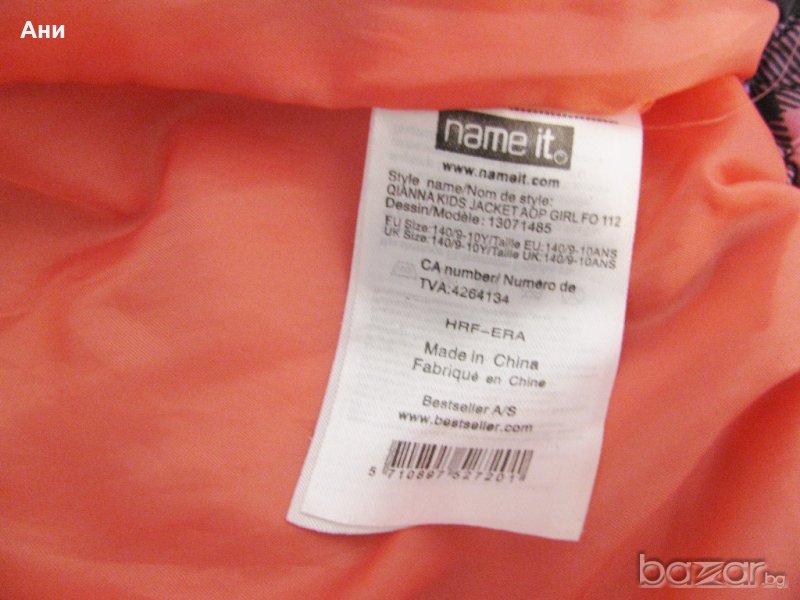 Ани
name it
www.nameit.com
Style name/Nom de style:
QIANNA KIDS JACKET AOP GIRL FO 112
Dessin/Modèle : 13071485
EU Size:140/9-10Y/Taille EU:140/9-10ANS
UK Size:140/9-10Y/Taille UK:140/9-10ANS
CA number/ Numéro de
TVA:4264134
HRF-ERA
Made in China
Fabriqué en Chine
Bestseller A/S
www.bestseller.com
5 710897 527201
bazar.bg